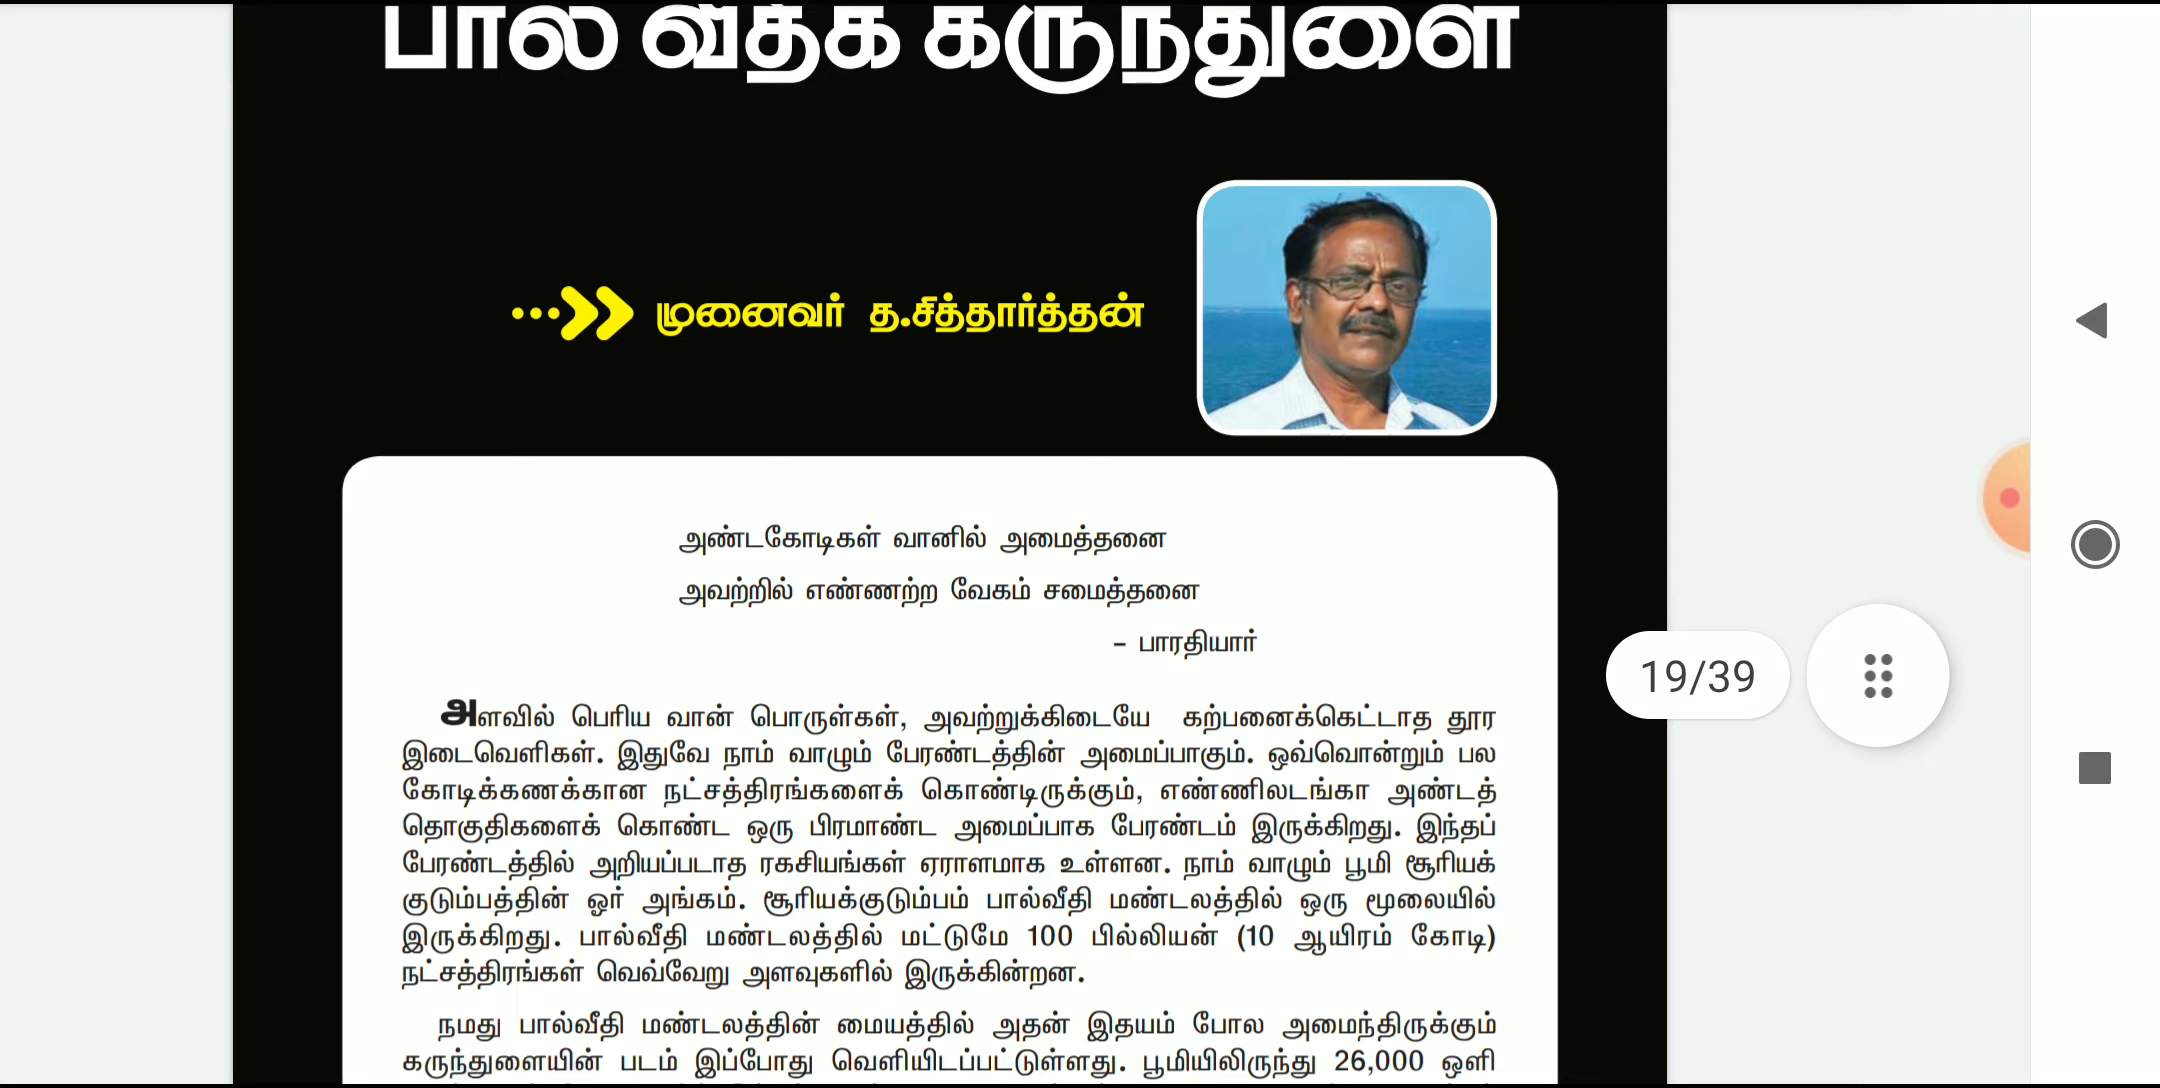 பால் வீதக் கருந்துளை
முனைவர் த.சித்தார்த்தன்
அண்டகோடிகள் வானில் அமைத்தனை
அவற்றில் எண்ணற்ற வேகம் சமைத்தனை
– பாரதியார்
அளவில் பெரிய வான் பொருள்கள், அவற்றுக்கிடையே கற்பனைக்கெட்டாத தூர
இடைவெளிகள். இதுவே நாம் வாழும் பேரண்டத்தின் அமைப்பாகும். ஒவ்வொன்றும் பல
கோடிக்கணக்கான நட்சத்திரங்களைக் கொண்டிருக்கும், எண்ணிலடங்கா அண்டத்
தொகுதிகளைக் கொண்ட ஒரு பிரமாண்ட அமைப்பாக பேரண்டம் இருக்கிறது. இந்தப்
பேரண்டத்தில் அறியப்படாத ரகசியங்கள் ஏராளமாக உள்ளன. நாம் வாழும் பூமி சூரியக்
குடும்பத்தின் ஓர் அங்கம். சூரியக்குடும்பம் பால்வீதி மண்டலத்தில் ஒரு மூலையில்
இருக்கிறது. பால்வீதி மண்டலத்தில் மட்டுமே 100 பில்லியன் (10 ஆயிரம் கோடி)
நட்சத்திரங்கள் வெவ்வேறு அளவுகளில் இருக்கின்றன.
19/39
நமது பால்வீதி மண்டலத்தின் மையத்தில் அதன் இதயம் போல அமைந்திருக்கும்
கருந்துளையின் படம் இப்போது வெளியிடப்பட்டுள்ளது. பூமியிலிருந்து 26,000 ஒளி